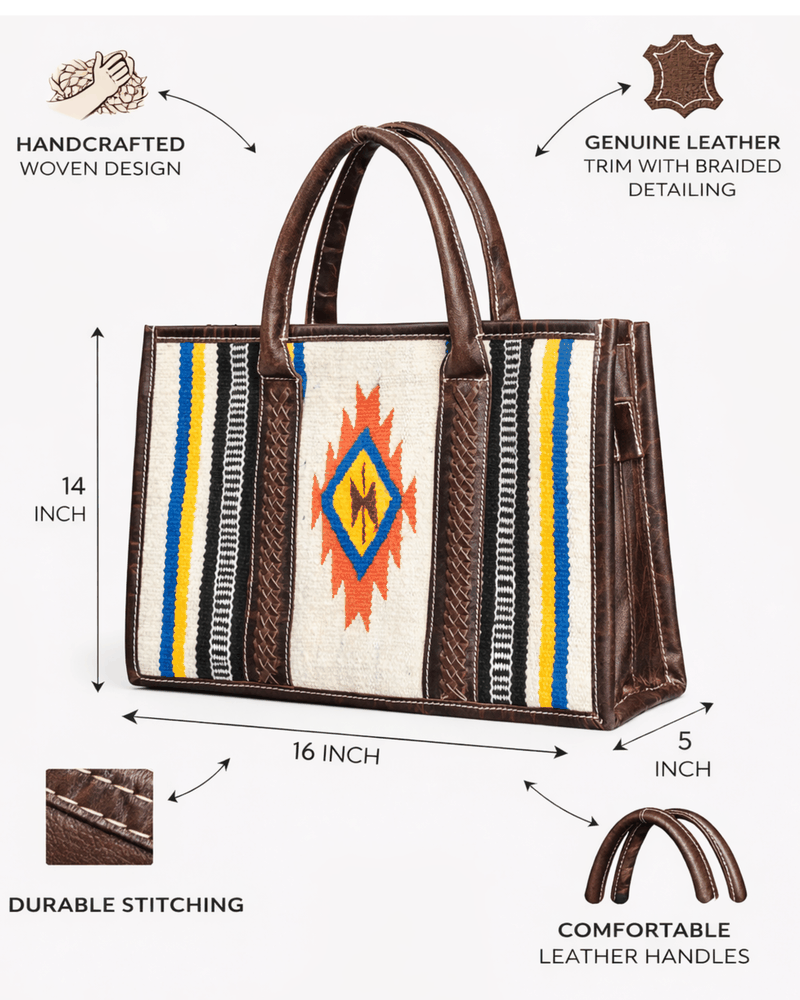 HANDCRAFTED
WOVEN DESIGN
GENUINE LEATHER
TRIM WITH BRAIDED
DETAILING
14
INCH
16 INCH
5
INCH
DURABLE STITCHING
COMFORTABLE
LEATHER HANDLES